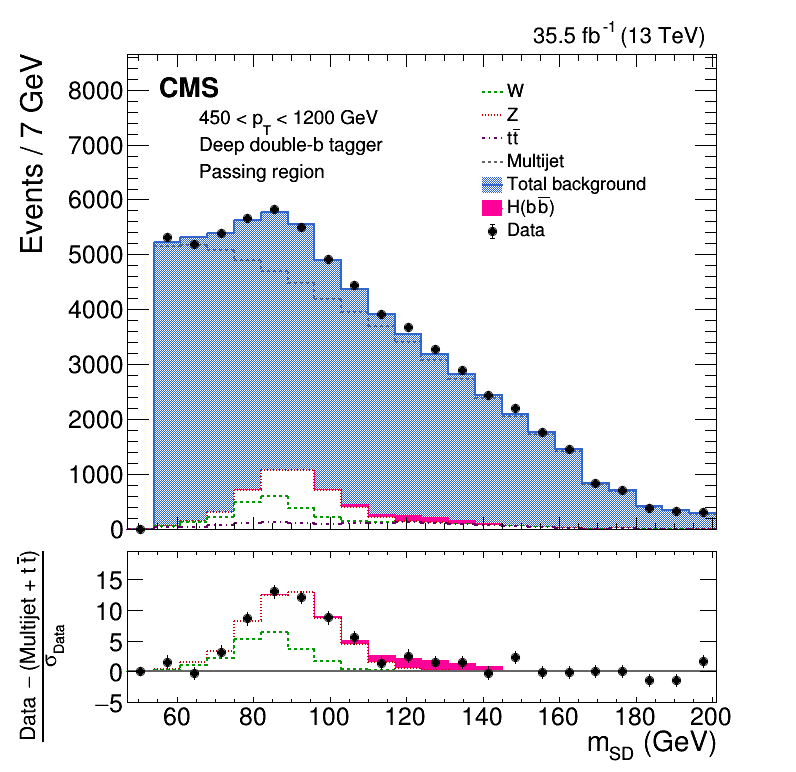 35.5 fb⁻¹ (13 TeV)
CMS
450 < p_T < 1200 GeV
Deep double-b tagger
Passing region
W
Z
tt̄
Multijet
Total background
H(bb̄)
Data
Events / 7 GeV
8000
7000
6000
5000
4000
3000
2000
1000
0
Data − (Multijet + tt̄)
σ_Data
15
10
5
0
−5
60 80 100 120 140 160 180 200
m_SD (GeV)